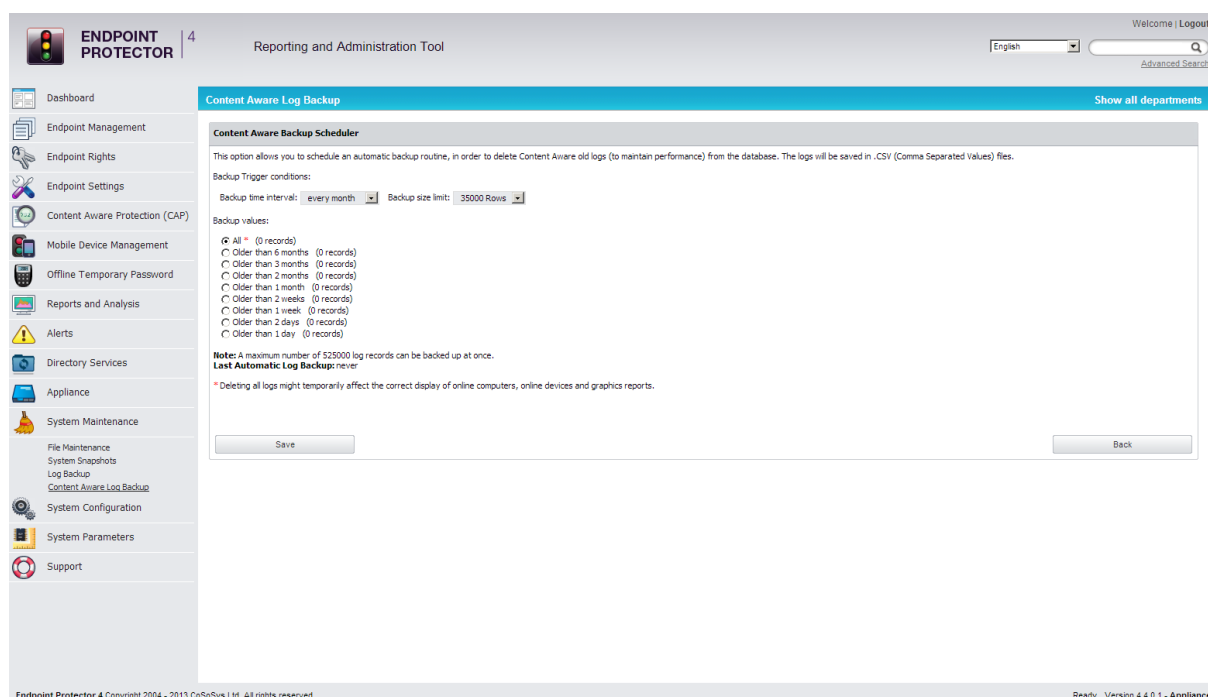 ENDPOINT PROTECTOR | 4
Reporting and Administration Tool
Welcome | Logout
English
Advanced Search
Dashboard
Endpoint Management
Endpoint Rights
Endpoint Settings
Content Aware Protection (CAP)
Mobile Device Management
Offline Temporary Password
Reports and Analysis
Alerts
Directory Services
Appliance
System Maintenance
File Maintenance
System Snapshots
Log Backup
Content Aware Log Backup
System Configuration
System Parameters
Support
Content Aware Log Backup
Show all departments
Content Aware Backup Scheduler
This option allows you to schedule an automatic backup routine, in order to delete Content Aware old logs (to maintain performance) from the database. The logs will be saved in .CSV (Comma Separated Values) files.
Backup Trigger conditions:
Backup time interval: every month Backup size limit: 35000 Rows
Backup values:
All * (0 records)
Older than 6 months (0 records)
Older than 3 months (0 records)
Older than 2 months (0 records)
Older than 1 month (0 records)
Older than 2 weeks (0 records)
Older than 1 week (0 records)
Older than 2 days (0 records)
Older than 1 day (0 records)
Note: A maximum number of 525000 log records can be backed up at once.
Last Automatic Log Backup: never
* Deleting all logs might temporarily affect the correct display of online computers, online devices and graphics reports.
Save
Back
Endpoint Protector 4 Copyright 2004 - 2013 CoSoSys Ltd. All rights reserved.
Ready Version 4.4.0.1 - Appliance